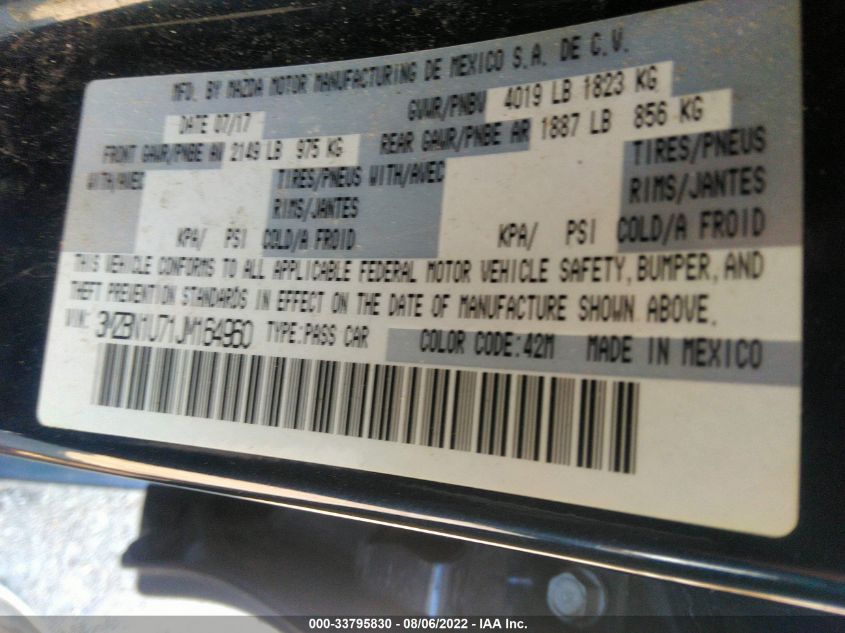 MFD. BY MAZDA MOTOR MANUFACTURING DE MEXICO S.A. DE C.V.
DATE 07/17 GVWR/PNBV 4019 LB 1823 KG
FRONT GAWR/PNBE AV 2149 LB 975 KG REAR GAWR/PNBE AR 1887 LB 856 KG
WITH/AVEC TIRES/PNEUS WITH/AVEC TIRES/PNEUS
RIMS/JANTES RIMS/JANTES
KPA/ PSI COLD/A FROID KPA/ PSI COLD/A FROID
THIS VEHICLE CONFORMS TO ALL APPLICABLE FEDERAL MOTOR VEHICLE SAFETY, BUMPER, AND
THEFT PREVENTION STANDARDS IN EFFECT ON THE DATE OF MANUFACTURE SHOWN ABOVE.
VIN: 3MZBN1U71JM164960 TYPE:PASS CAR COLOR CODE:42M MADE IN MEXICO
000-33795830 - 08/06/2022 - IAA Inc.